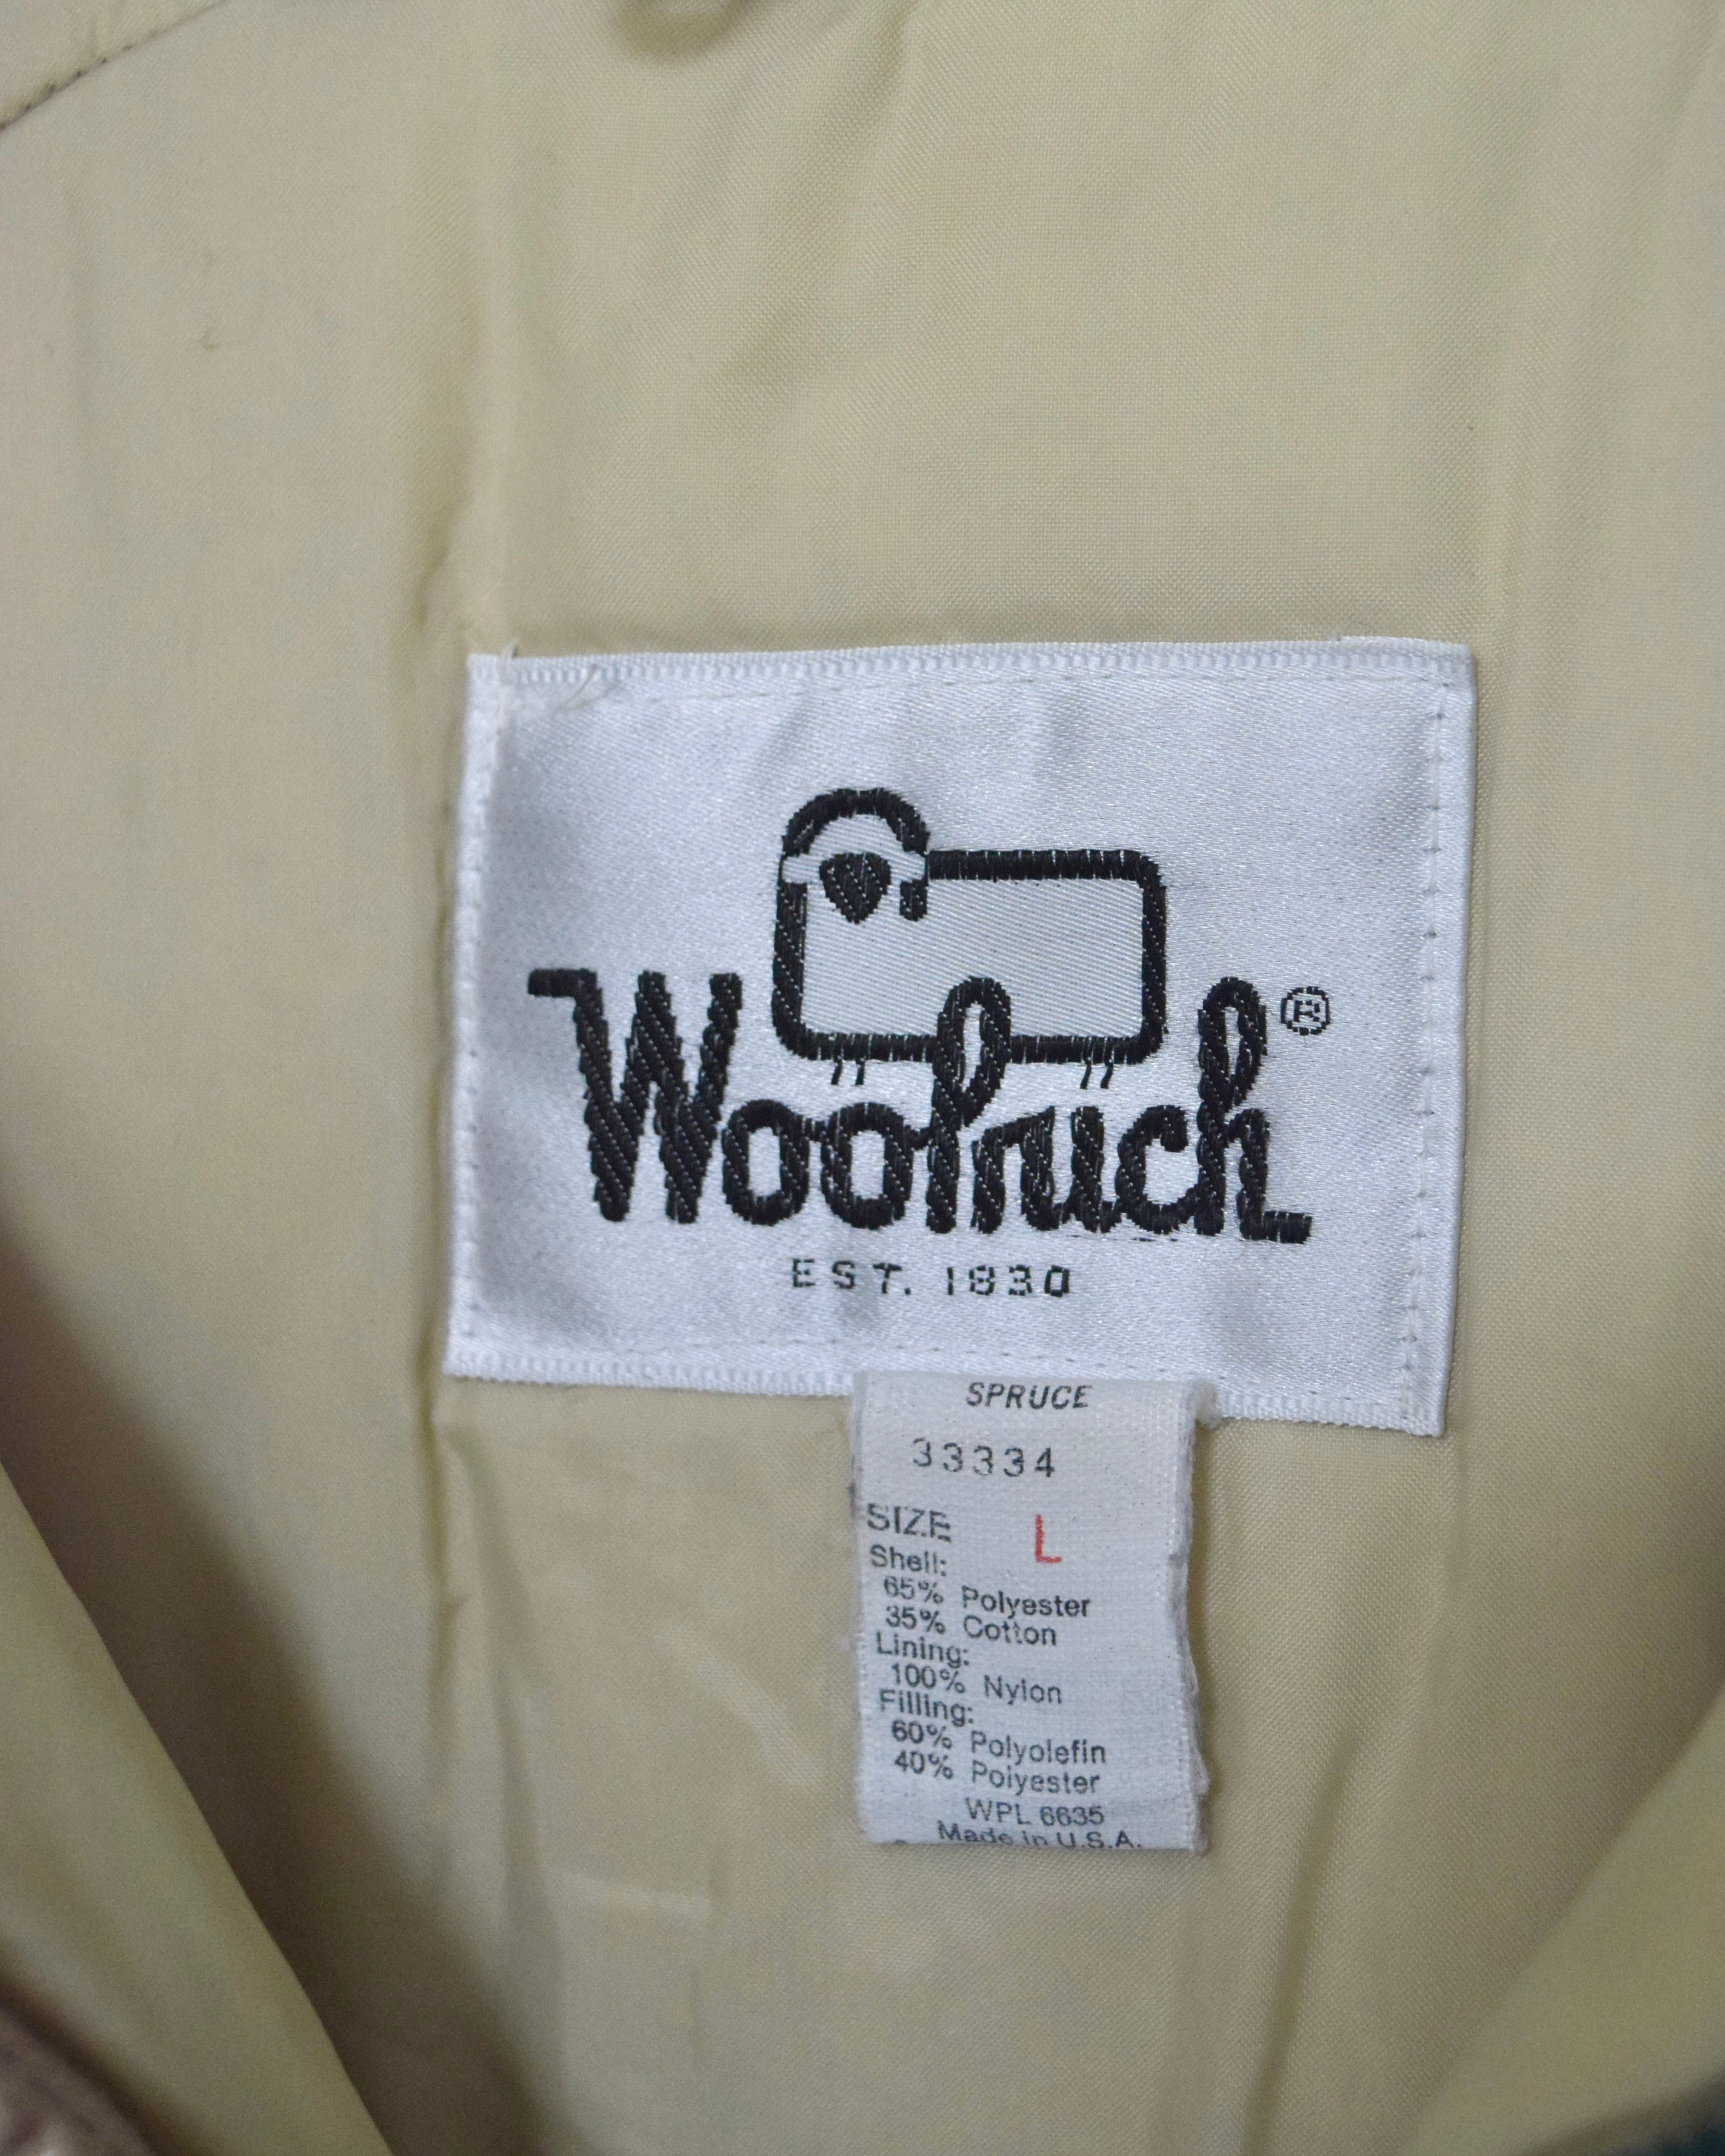 Woolrich®
EST. 1830
SPRUCE
33334
SIZE L
Shell:
65% Polyester
35% Cotton
Lining:
100% Nylon
Filling:
60% Polyolefin
40% Polyester
WPL 6635
Made in U.S.A.